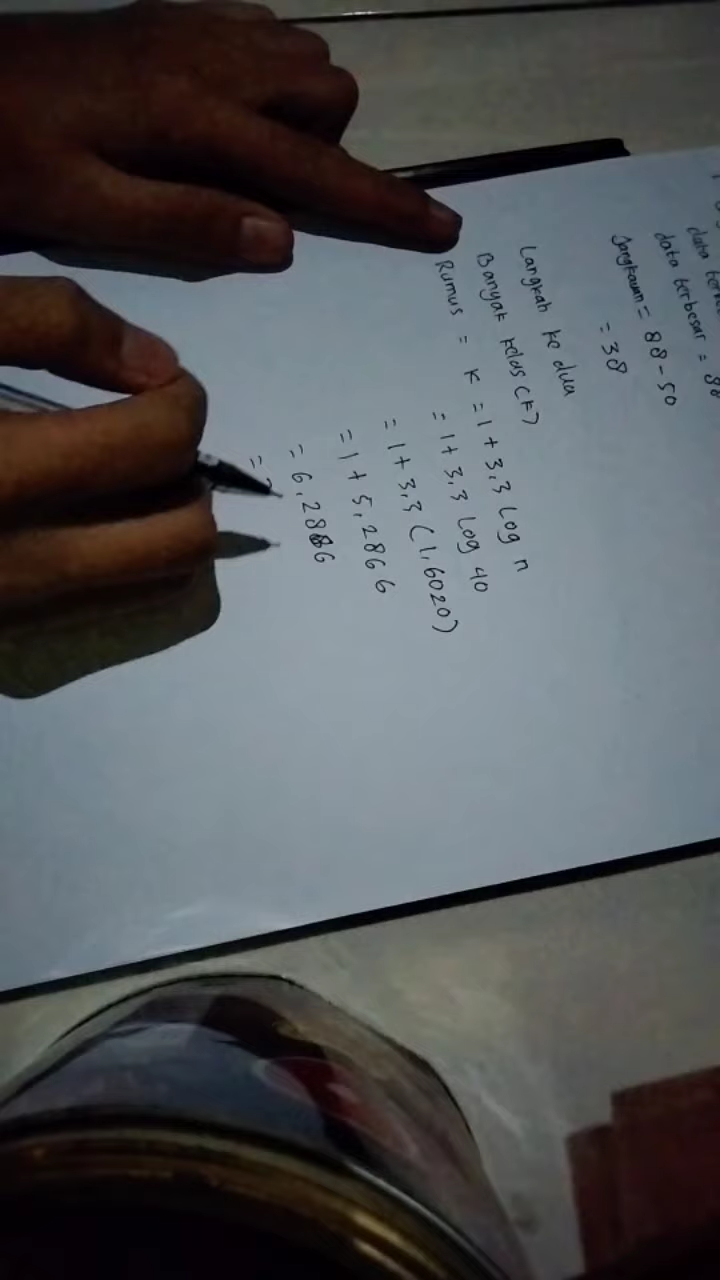 data
data terbesar = 88
Jangkauan = 88 - 50
= 38
Langkah ke dua
Banyak kelas (K)
Rumus = K = 1 + 3,3 Log n
= 1 + 3,3 Log 40
= 1 + 3,3 (1,6020)
= 1 + 5,2866
= 6,2866
=